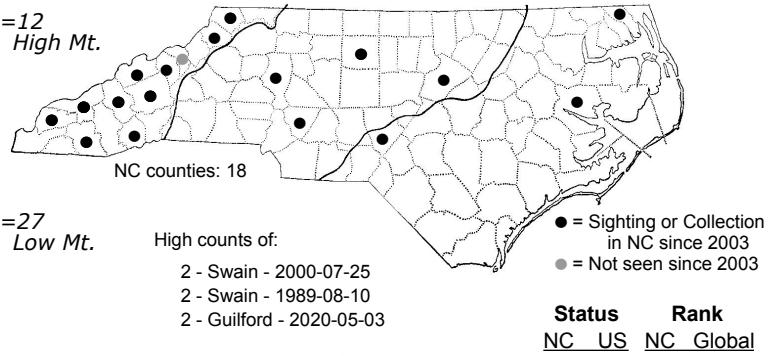 =12
High Mt.
NC counties: 18
=27
Low Mt.
High counts of:
2 - Swain - 2000-07-25
2 - Swain - 1989-08-10
2 - Guilford - 2020-05-03
= Sighting or Collection
in NC since 2003
= Not seen since 2003
Status Rank
NC US NC Global